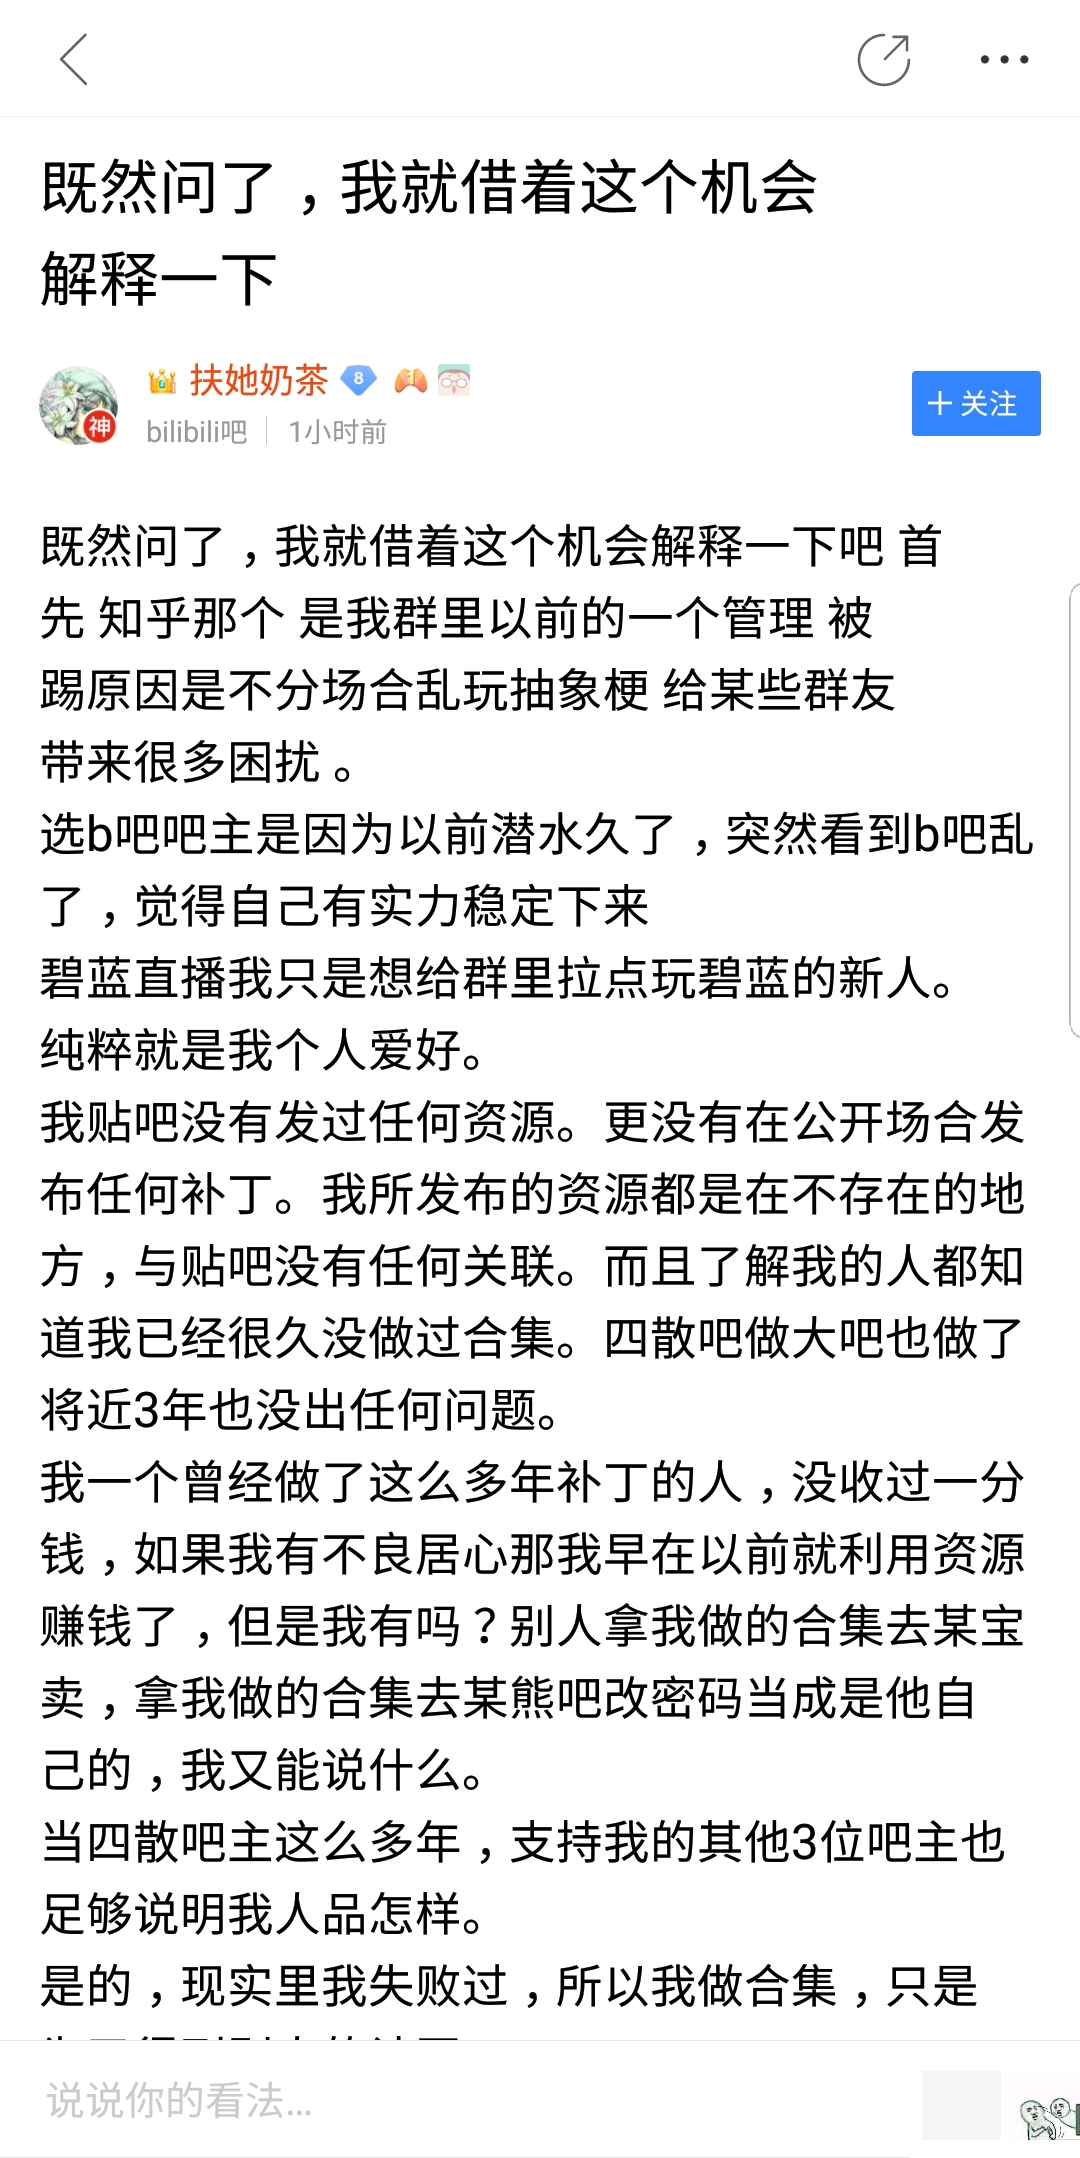 既然问了，我就借着这个机会
解释一下
扶她奶茶 8
神
bilibili吧 | 1小时前
+关注
既然问了，我就借着这个机会解释一下吧 首
先 知乎那个 是我群里以前的一个管理 被
踢原因是不分场合乱玩抽象梗 给某些群友
带来很多困扰 。
选b吧吧主是因为以前潜水久了，突然看到b吧乱
了，觉得自己有实力稳定下来
碧蓝直播我只是想给群里拉点玩碧蓝的新人。
纯粹就是我个人爱好。
我贴吧没有发过任何资源。更没有在公开场合发
布任何补丁。我所发布的资源都是在不存在的地
方，与贴吧没有任何关联。而且了解我的人都知
道我已经很久没做过合集。四散吧做大吧也做了
将近3年也没出任何问题。
我一个曾经做了这么多年补丁的人，没收过一分
钱，如果我有不良居心那我早在以前就利用资源
赚钱了，但是我有吗？别人拿我做的合集去某宝
卖，拿我做的合集去某熊吧改密码当成是他自
己的，我又能说什么。
当四散吧主这么多年，支持我的其他3位吧主也
足够说明我人品怎样。
是的，现实里我失败过，所以我做合集，只是
说说你的看法...